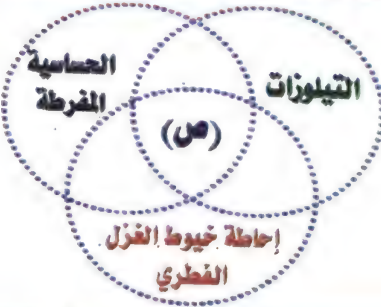 الحساسية
المفرطة
التيلوزات
(ص)
إحاطة خيوط الغزل
الفطري